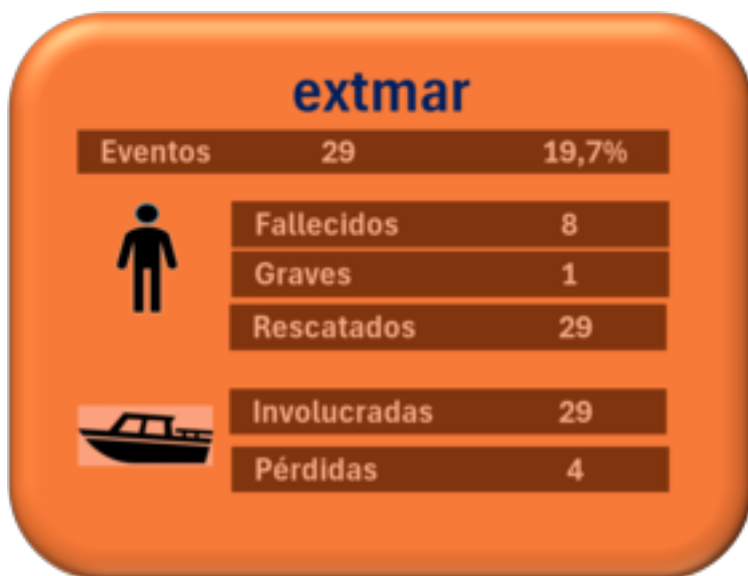 extmar
Eventos 29 19,7%
Fallecidos 8
Graves 1
Rescatados 29
Involucradas 29
Pérdidas 4